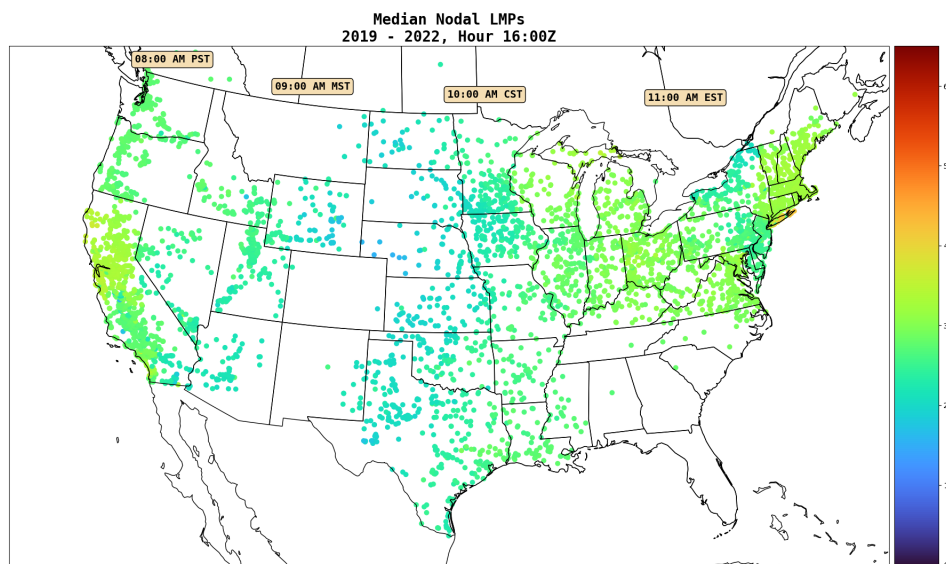 Median Nodal LMPs
2019 - 2022, Hour 16:00Z
08:00 AM PST
09:00 AM MST
10:00 AM CST
11:00 AM EST